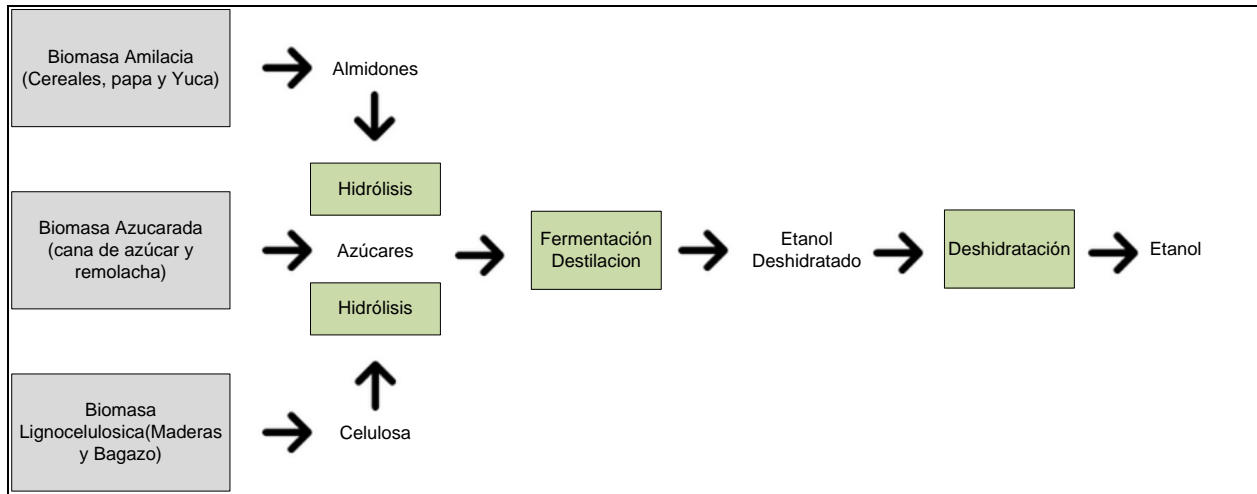 Biomasa Amilacia
(Cereales, papa y Yuca)
Almidones
Hidrólisis
Biomasa Azucarada
(cana de azúcar y
remolacha)
Azúcares
Fermentación
Destilacion
Etanol
Deshidratado
Deshidratación
Etanol
Hidrólisis
Biomasa
Lignocelulosica(Maderas
y Bagazo)
Celulosa